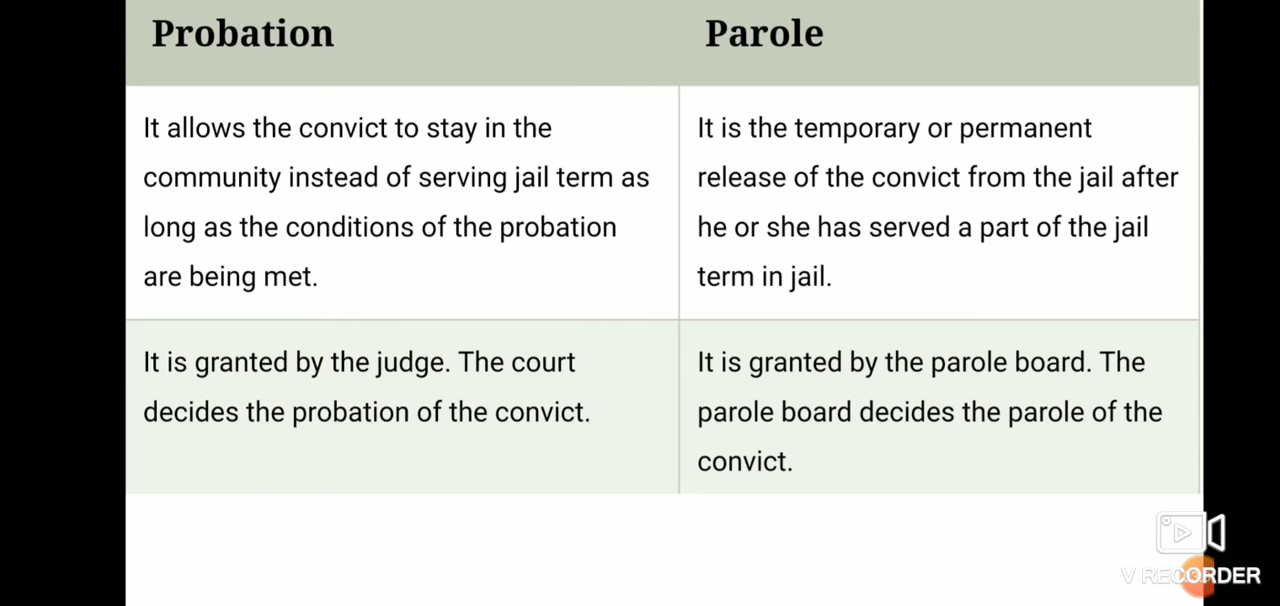 Probation
Parole
It allows the convict to stay in the
community instead of serving jail term as
long as the conditions of the probation
are being met.
It is the temporary or permanent
release of the convict from the jail after
he or she has served a part of the jail
term in jail.
It is granted by the judge. The court
decides the probation of the convict.
It is granted by the parole board. The
parole board decides the parole of the
convict.
V RECORDER